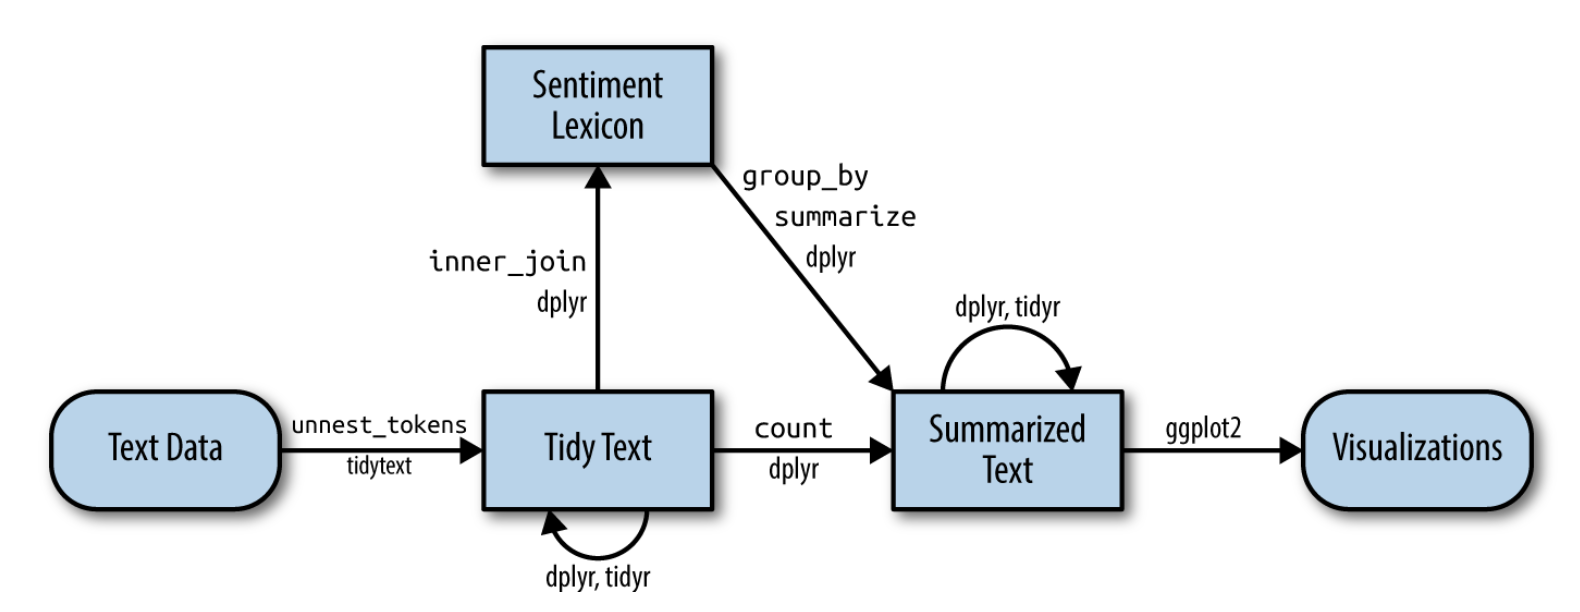 Sentiment
Lexicon
group_by
summarize
dplyr
inner_join
dplyr
dplyr, tidyr
Text Data
unnest_tokens
tidytext
Tidy Text
count
dplyr
Summarized
Text
ggplot2
Visualizations
dplyr, tidyr